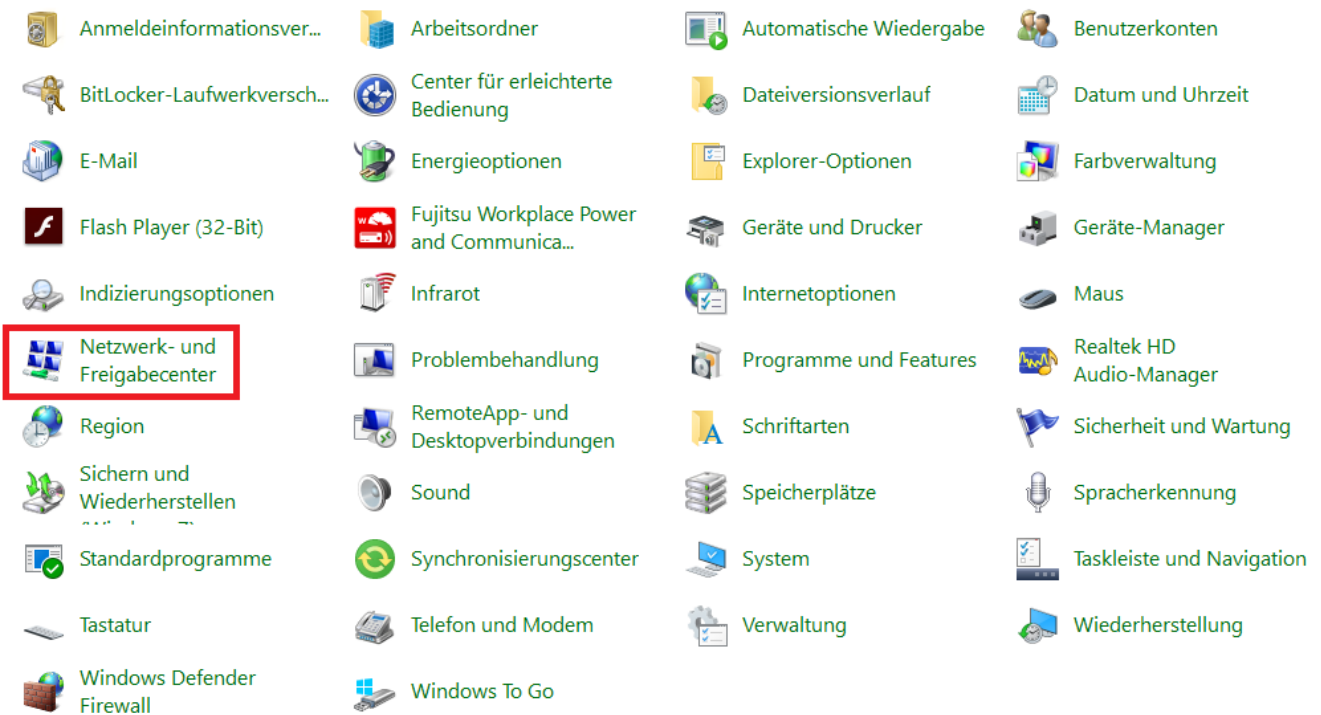 Anmeldeinformationsver...
Arbeitsordner
Automatische Wiedergabe
Benutzerkonten
BitLocker-Laufwerkversch...
Center für erleichterte
Bedienung
Dateiversionsverlauf
Datum und Uhrzeit
E-Mail
Energieoptionen
Explorer-Optionen
Farbverwaltung
Flash Player (32-Bit)
Fujitsu Workplace Power
and Communica...
Geräte und Drucker
Geräte-Manager
Indizierungsoptionen
Infrarot
Internetoptionen
Maus
Netzwerk- und
Freigabecenter
Problembehandlung
Programme und Features
Realtek HD
Audio-Manager
Region
RemoteApp- und
Desktopverbindungen
Schriftarten
Sicherheit und Wartung
Sichern und
Wiederherstellen
Sound
Speicherplätze
Spracherkennung
Standardprogramme
Synchronisierungscenter
System
Taskleiste und Navigation
Tastatur
Telefon und Modem
Verwaltung
Wiederherstellung
Windows Defender
Firewall
Windows To Go